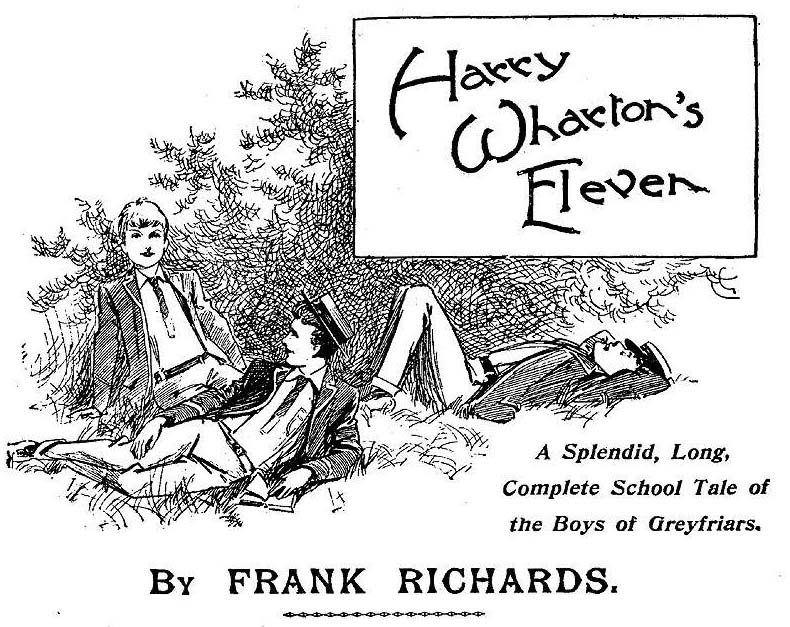 Harry
Wharton's
Eleven
A Splendid, Long,
Complete School Tale of
the Boys of Greyfriars.
BY FRANK RICHARDS.